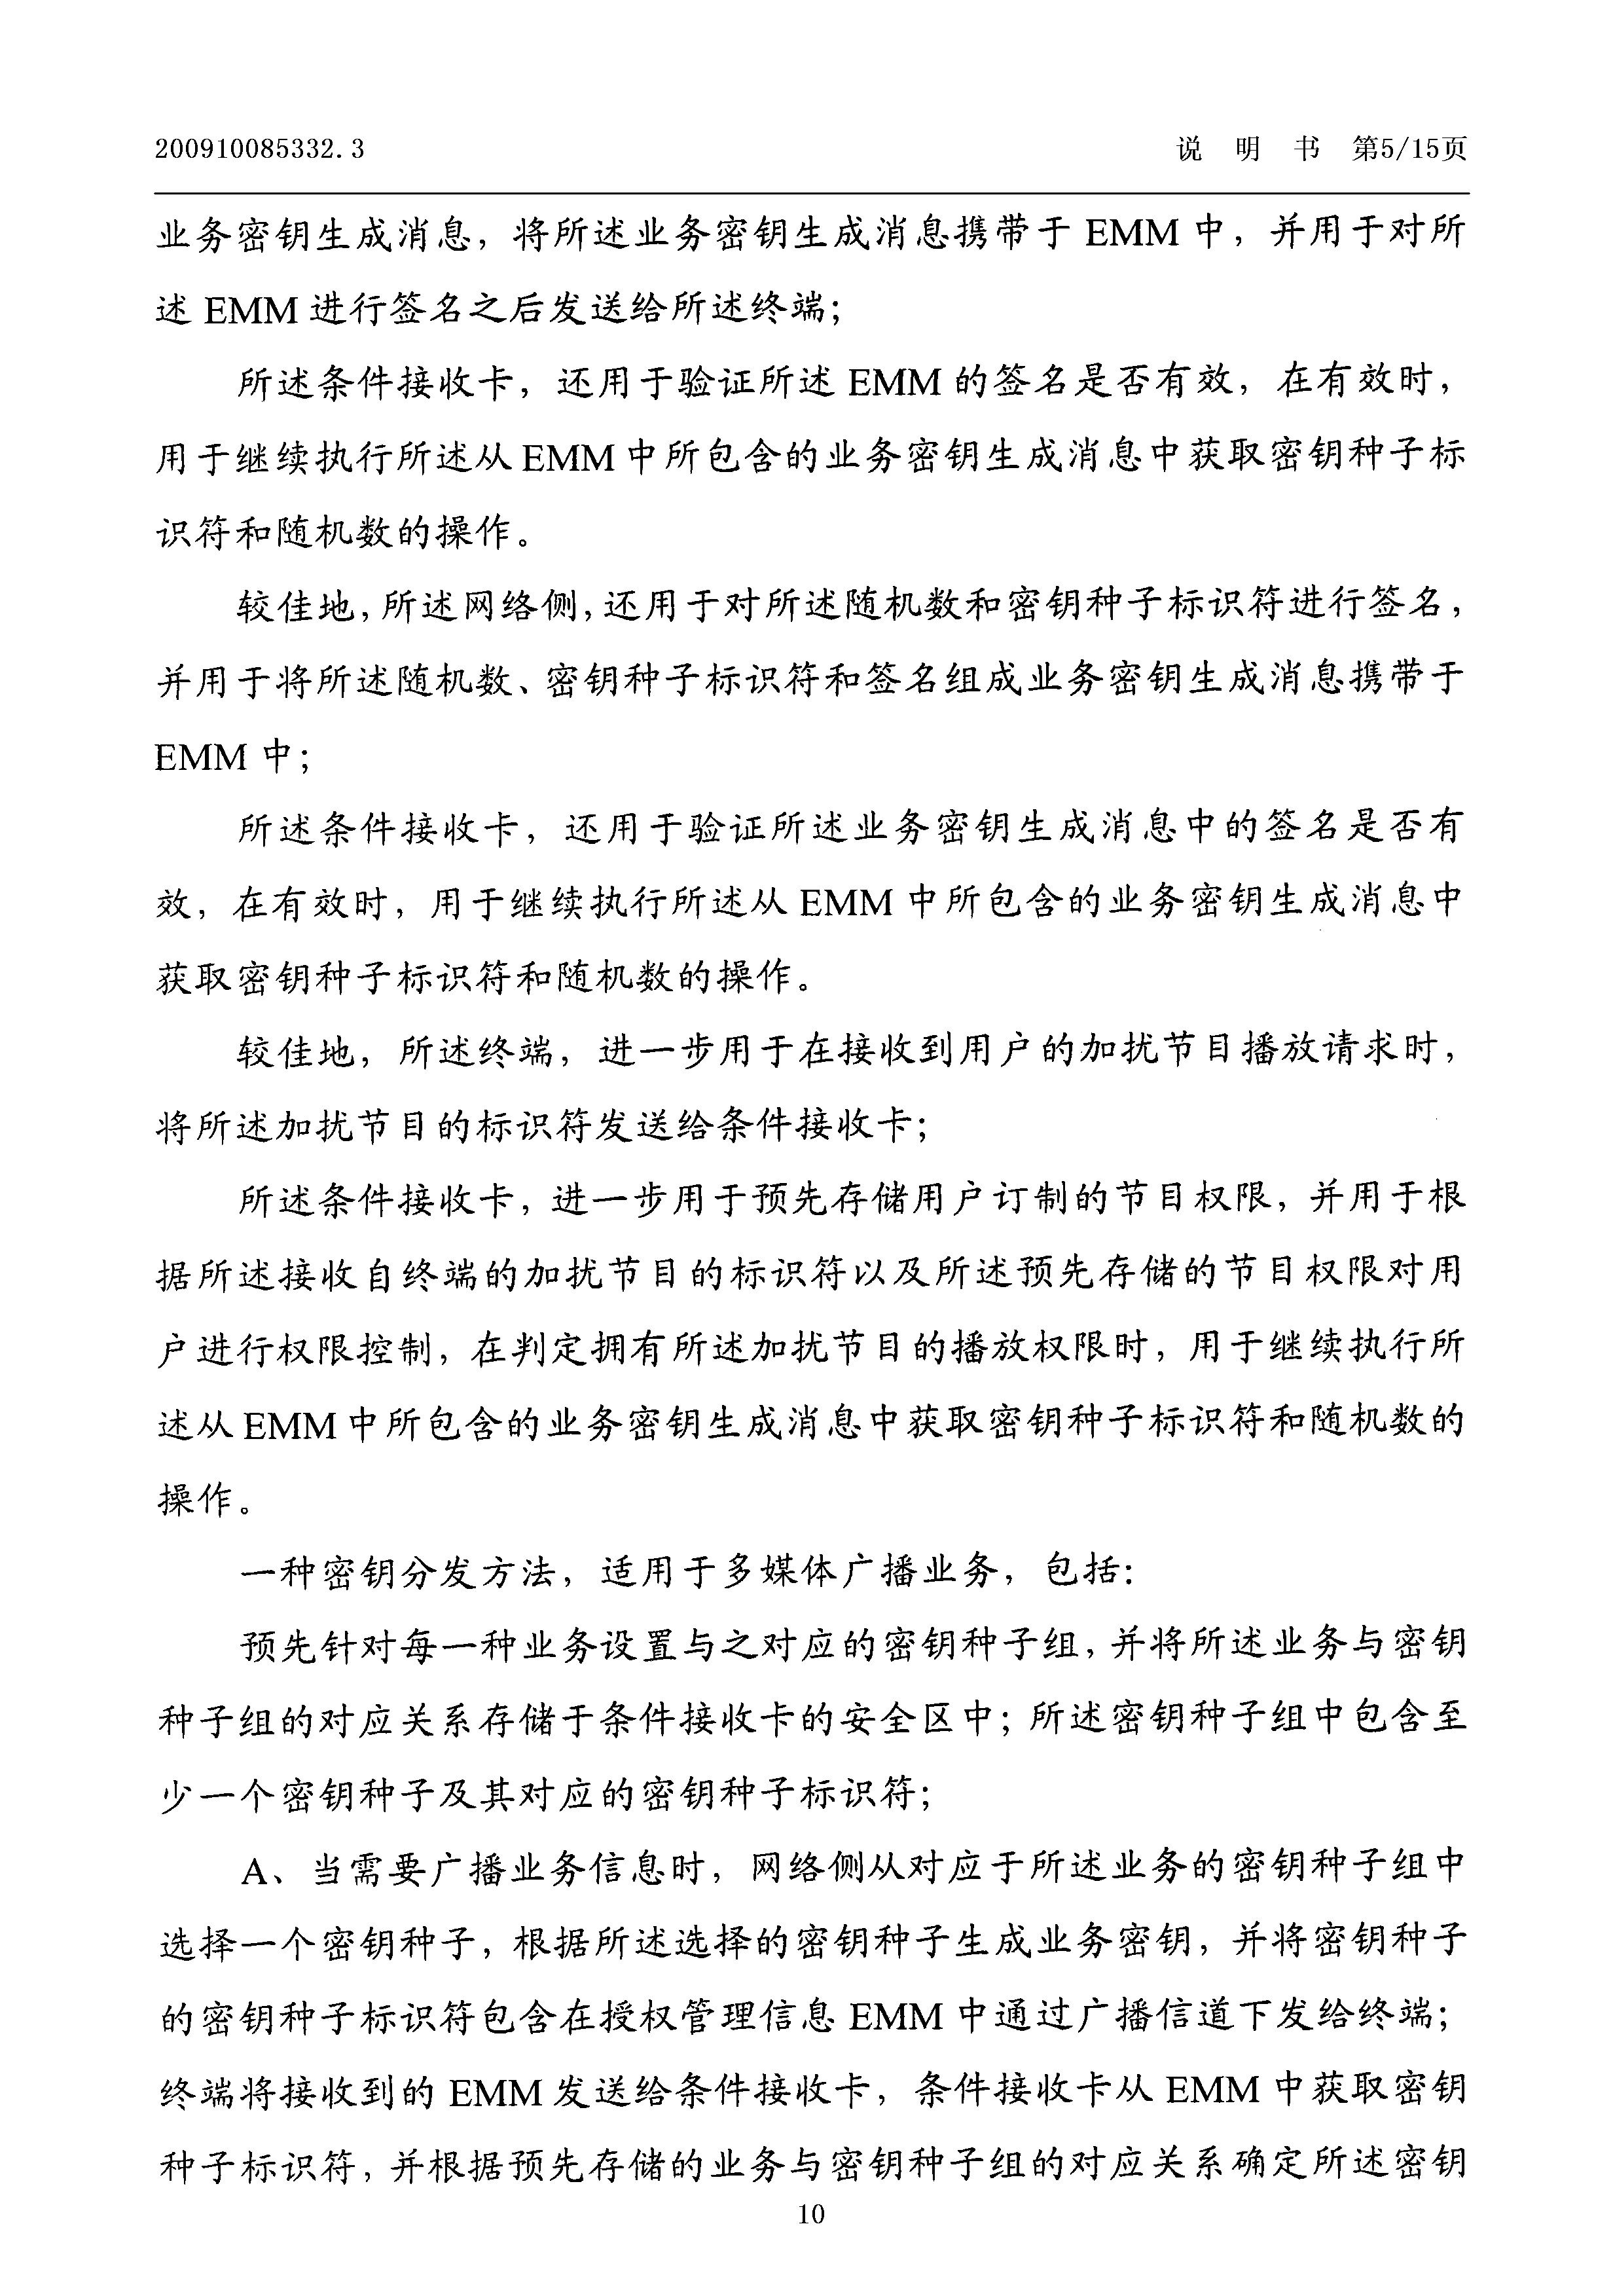 200910085332.3
说 明 书 第5/15页
业务密钥生成消息，将所述业务密钥生成消息携带于 EMM 中，并用于对所
述 EMM 进行签名之后发送给所述终端；
所述条件接收卡，还用于验证所述 EMM 的签名是否有效，在有效时，
用于继续执行所述从 EMM 中所包含的业务密钥生成消息中获取密钥种子标
识符和随机数的操作。
较佳地，所述网络侧，还用于对所述随机数和密钥种子标识符进行签名，
并用于将所述随机数、密钥种子标识符和签名组成业务密钥生成消息携带于
EMM 中；
所述条件接收卡，还用于验证所述业务密钥生成消息中的签名是否有
效，在有效时，用于继续执行所述从 EMM 中所包含的业务密钥生成消息中
获取密钥种子标识符和随机数的操作。
较佳地，所述终端，进一步用于在接收到用户的加扰节目播放请求时，
将所述加扰节目的标识符发送给条件接收卡；
所述条件接收卡，进一步用于预先存储用户订制的节目权限，并用于根
据所述接收自终端的加扰节目的标识符以及所述预先存储的节目权限对用
户进行权限控制，在判定拥有所述加扰节目的播放权限时，用于继续执行所
述从 EMM 中所包含的业务密钥生成消息中获取密钥种子标识符和随机数的
操作。
一种密钥分发方法，适用于多媒体广播业务，包括：
预先针对每一种业务设置与之对应的密钥种子组，并将所述业务与密钥
种子组的对应关系存储于条件接收卡的安全区中；所述密钥种子组中包含至
少一个密钥种子及其对应的密钥种子标识符；
A、当需要广播业务信息时，网络侧从对应于所述业务的密钥种子组中
选择一个密钥种子，根据所述选择的密钥种子生成业务密钥，并将密钥种子
的密钥种子标识符包含在授权管理信息 EMM 中通过广播信道下发给终端；
终端将接收到的 EMM 发送给条件接收卡，条件接收卡从 EMM 中获取密钥
种子标识符，并根据预先存储的业务与密钥种子组的对应关系确定所述密钥
10